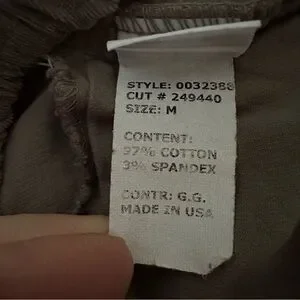 STYLE: 0032388
CUT # 249440
SIZE: M
CONTENT:
97% COTTON
3% SPANDEX
CONTR: G.G.
MADE IN USA